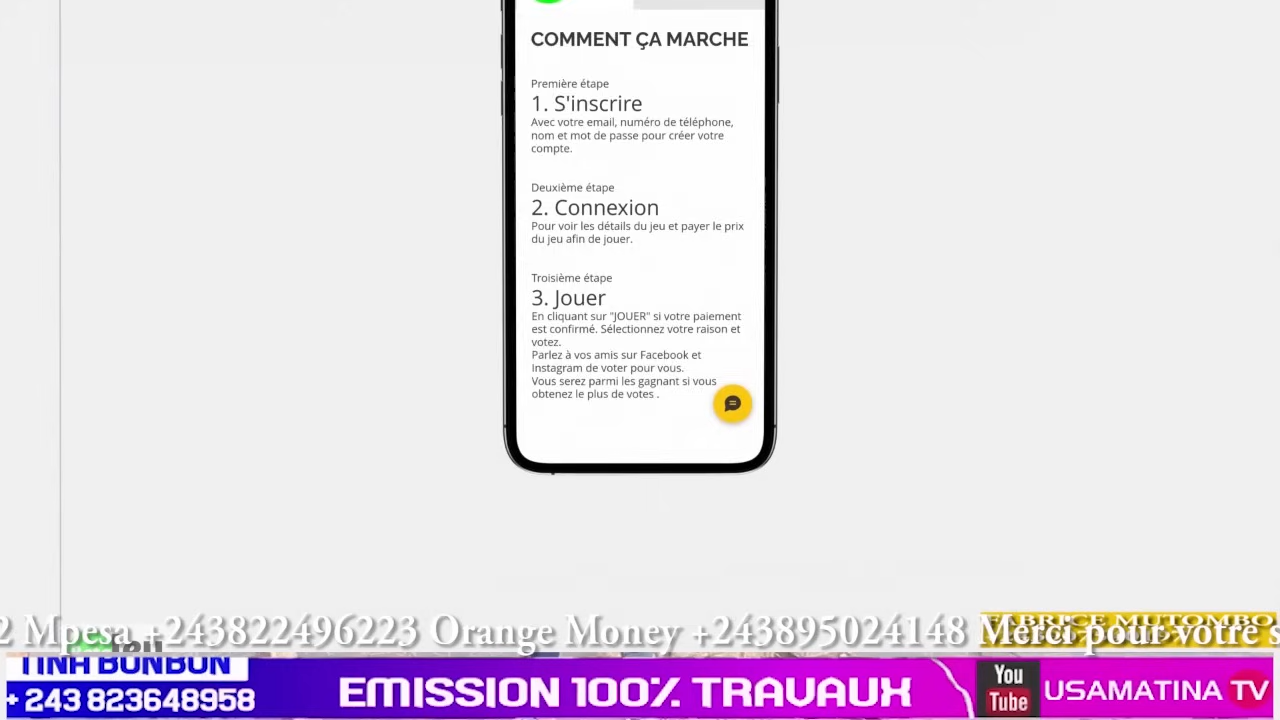 COMMENT ÇA MARCHE
Première étape
1. S'inscrire
Avec votre email, numéro de téléphone,
nom et mot de passe pour créer votre
compte.
Deuxième étape
2. Connexion
Pour voir les détails du jeu et payer le prix
du jeu afin de jouer.
Troisième étape
3. Jouer
En cliquant sur "JOUER" si votre paiement
est confirmé. Sélectionnez votre raison et
votez.
Parlez à vos amis sur Facebook et
Instagram de voter pour vous.
Vous serez parmi les gagnant si vous
obtenez le plus de votes .
FABRICE MUTOMBO
2 Mpesa +243822496223 Orange Money +243895024148 Merci pour votre s
TINA BONBON
+ 243 823648958
EMISSION 100% TRAVAUX
You
Tube
USAMATINA TV